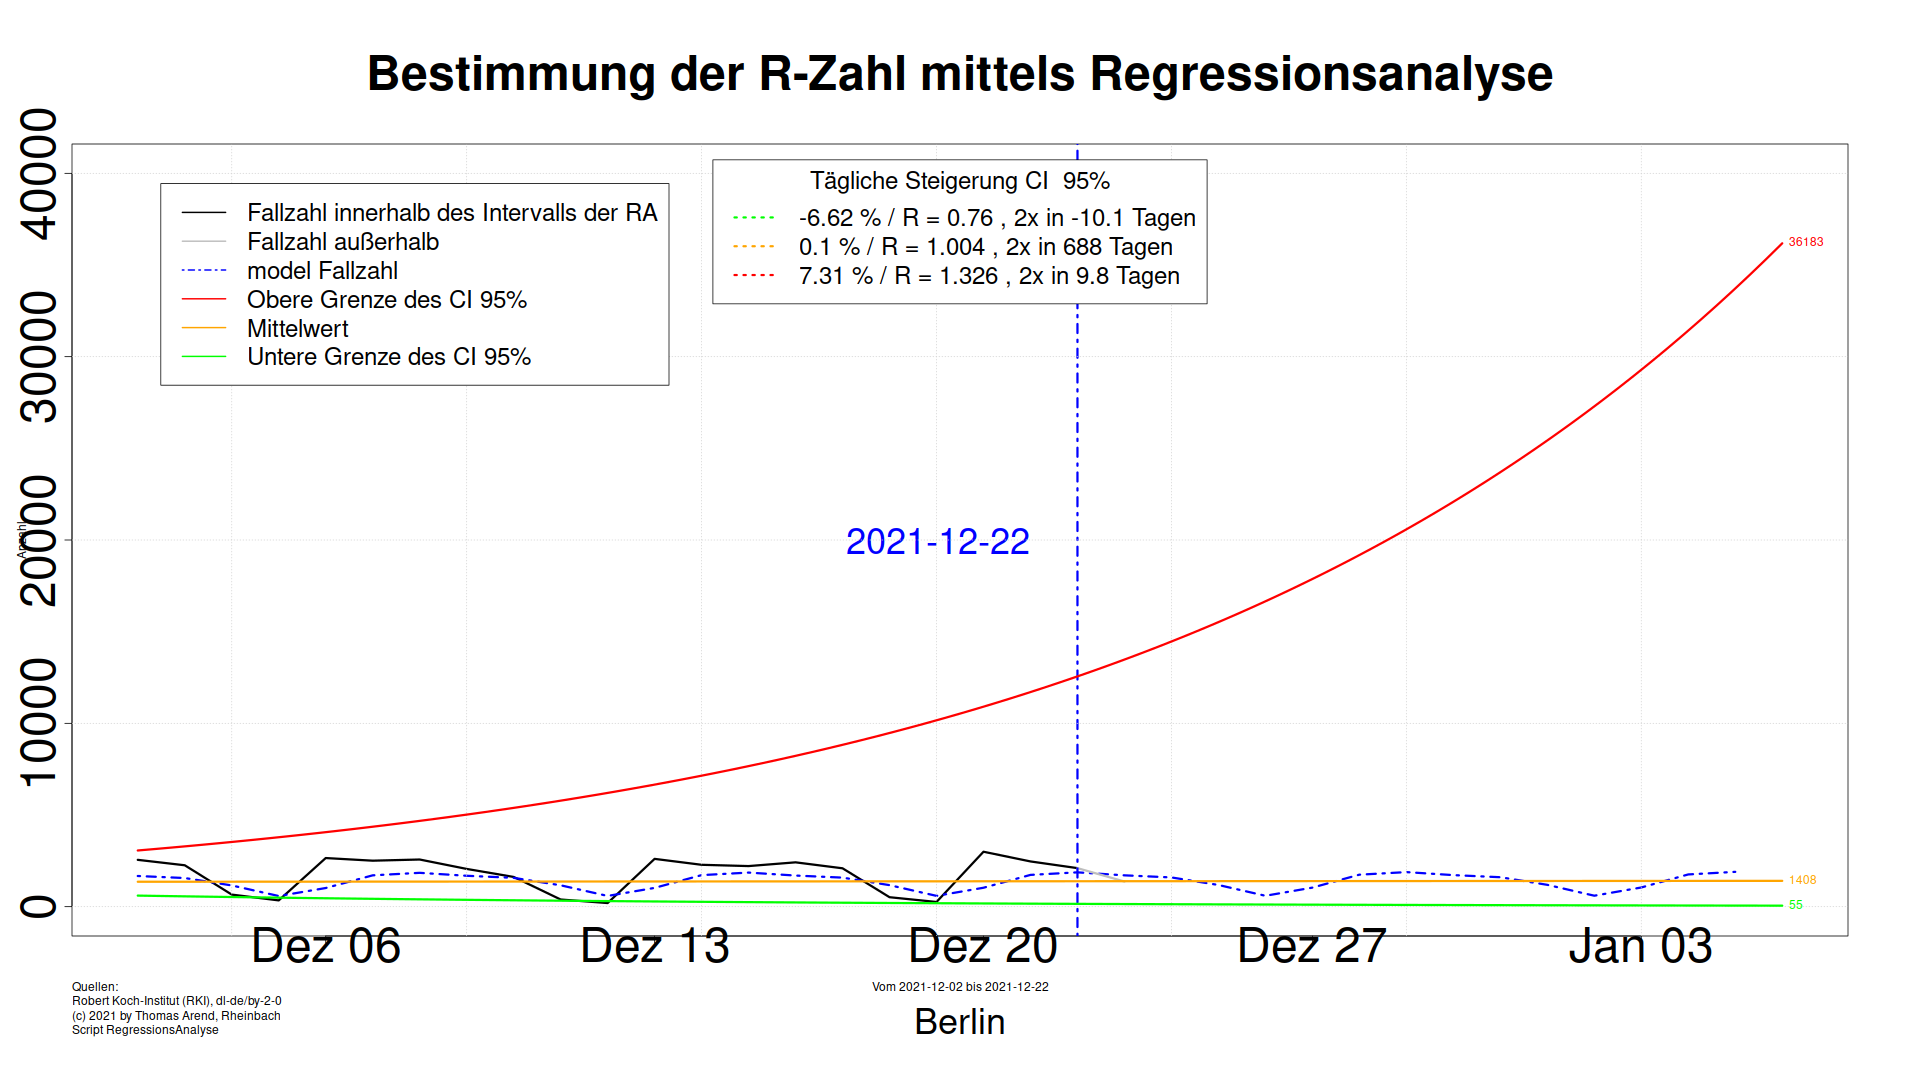 Bestimmung der R-Zahl mittels Regressionsanalyse
40000
30000
20000
10000
0
Anzahl
Fallzahl innerhalb des Intervalls der RA
Fallzahl außerhalb
model Fallzahl
Obere Grenze des CI 95%
Mittelwert
Untere Grenze des CI 95%
Tägliche Steigerung CI 95%
-6.62 % / R = 0.76 , 2x in -10.1 Tagen
0.1 % / R = 1.004 , 2x in 688 Tagen
7.31 % / R = 1.326 , 2x in 9.8 Tagen
36183
2021-12-22
1408
55
Dez 06
Dez 13
Dez 20
Dez 27
Jan 03
Quellen:
Robert Koch-Institut (RKI), dl-de/by-2-0
(c) 2021 by Thomas Arend, Rheinbach
Script RegressionsAnalyse
Vom 2021-12-02 bis 2021-12-22
Berlin